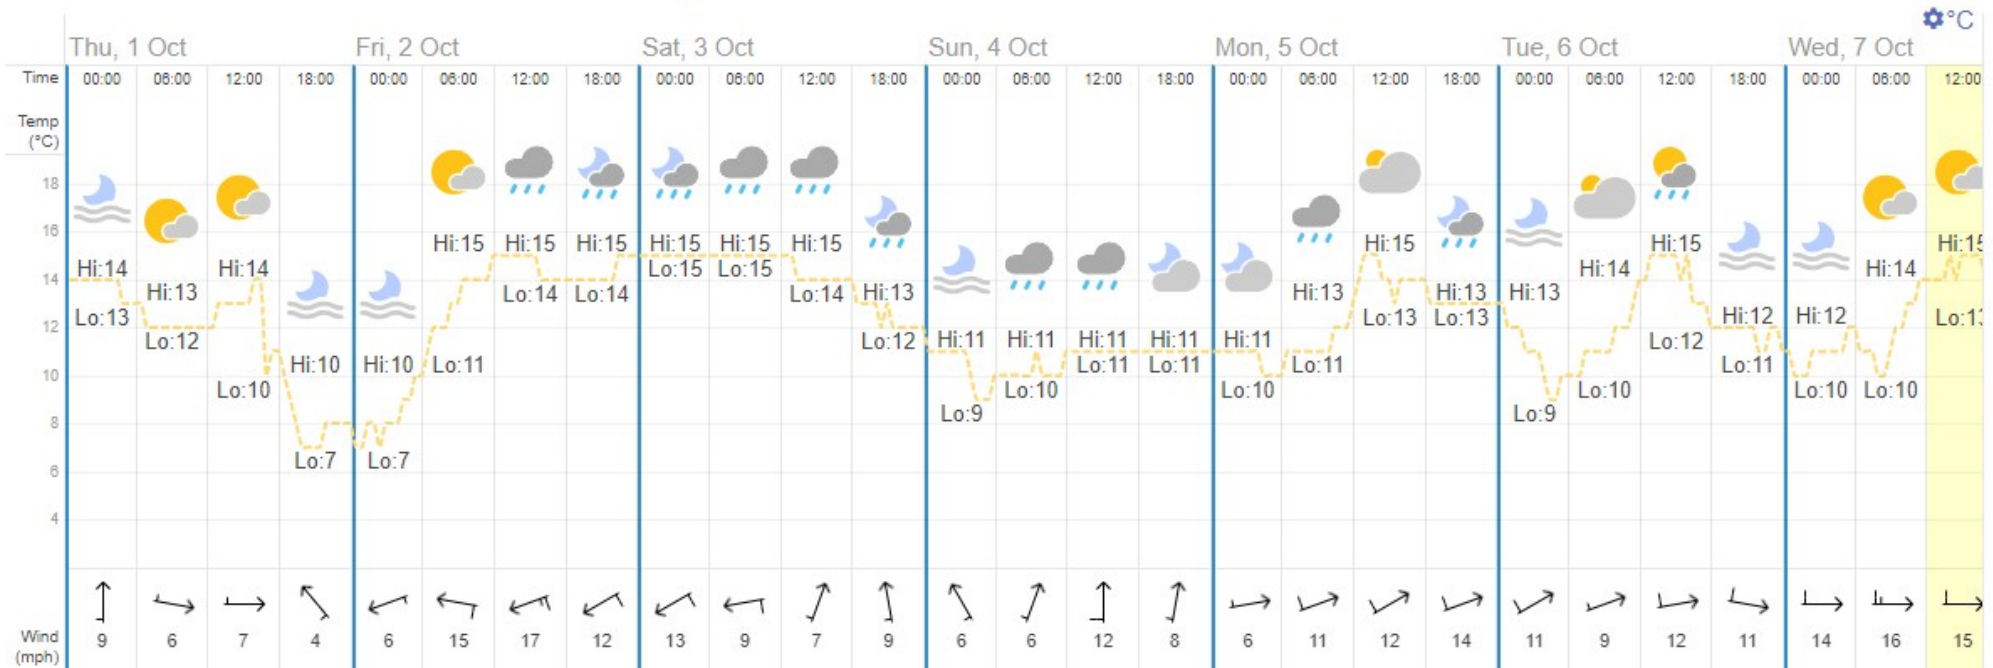 °C
Thu, 1 Oct Fri, 2 Oct Sat, 3 Oct Sun, 4 Oct Mon, 5 Oct Tue, 6 Oct Wed, 7 Oct
Time 00:00 06:00 12:00 18:00 00:00 06:00 12:00 18:00 00:00 06:00 12:00 18:00 00:00 06:00 12:00 18:00 00:00 06:00 12:00 18:00 00:00 06:00 12:00 18:00 00:00 06:00 12:00
Temp
(°C)
18
16
Hi:15 Hi:15 Hi:15 Hi:15 Hi:15 Hi:15 Hi:15 Hi:15 Hi:15
Hi:14 Hi:14 Lo:15 Lo:15 Hi:14 Hi:14
14
Hi:13 Lo:14 Lo:14 Lo:14 Hi:13 Hi:13 Hi:13 Hi:13
Lo:13 Lo:13 Lo:13 Hi:12 Hi:12 Lo:13
12
Lo:12 Lo:12 Hi:11 Hi:11 Hi:11 Hi:11 Hi:11 Lo:12
Hi:10 Hi:10 Lo:11 Lo:11 Lo:11 Lo:11 Lo:11
10
Lo:10 Lo:10 Lo:10 Lo:10 Lo:10 Lo:10
Lo:9 Lo:9
8
Lo:7 Lo:7
6
4
Wind
(mph)
9 6 7 4 6 15 17 12 13 9 7 9 6 6 12 8 6 11 12 14 11 9 12 11 14 16 15